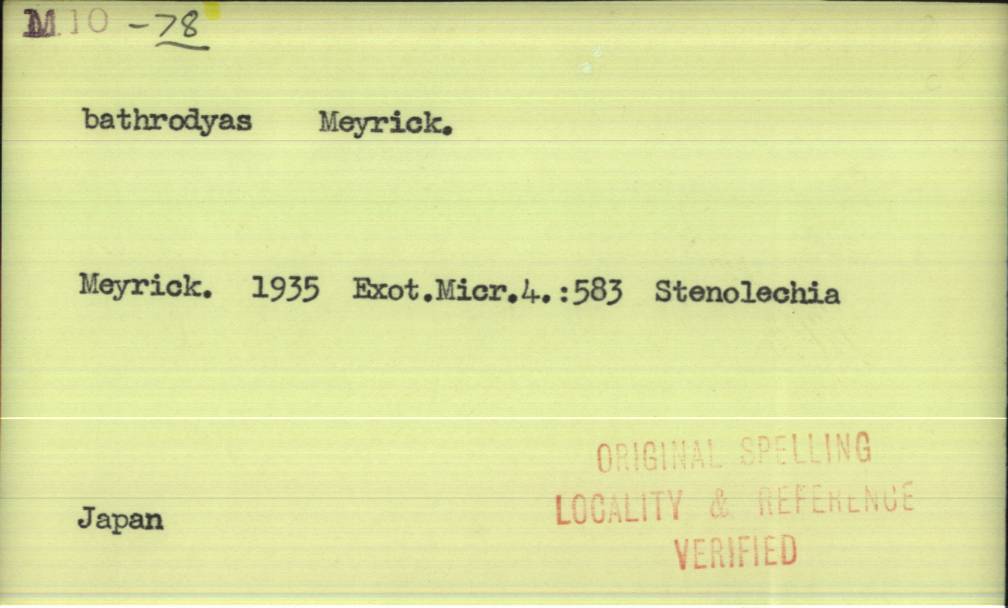 M 10 -78
bathrodyas Meyrick.
Meyrick. 1935 Exot.Micr.4.:583 Stenolechia
Japan
ORIGINAL SPELLING
LOCALITY & REFERENCE
VERIFIED